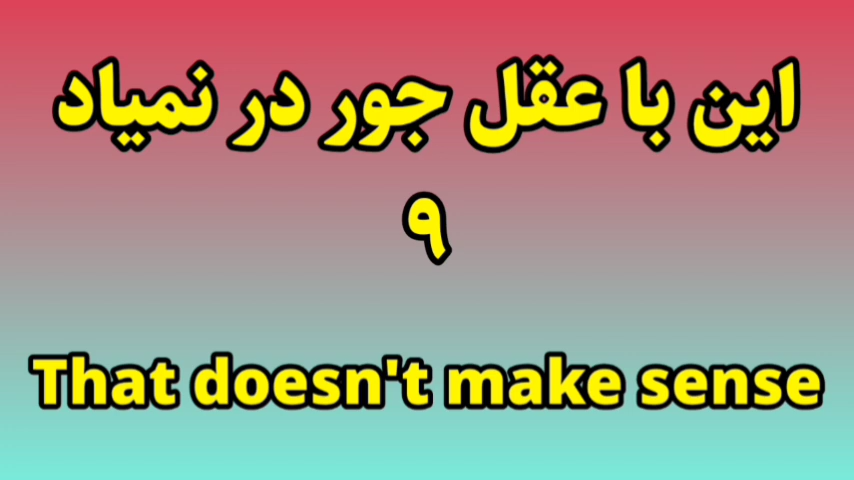 این با عقل جور در نمیاد
۹
That doesn't make sense